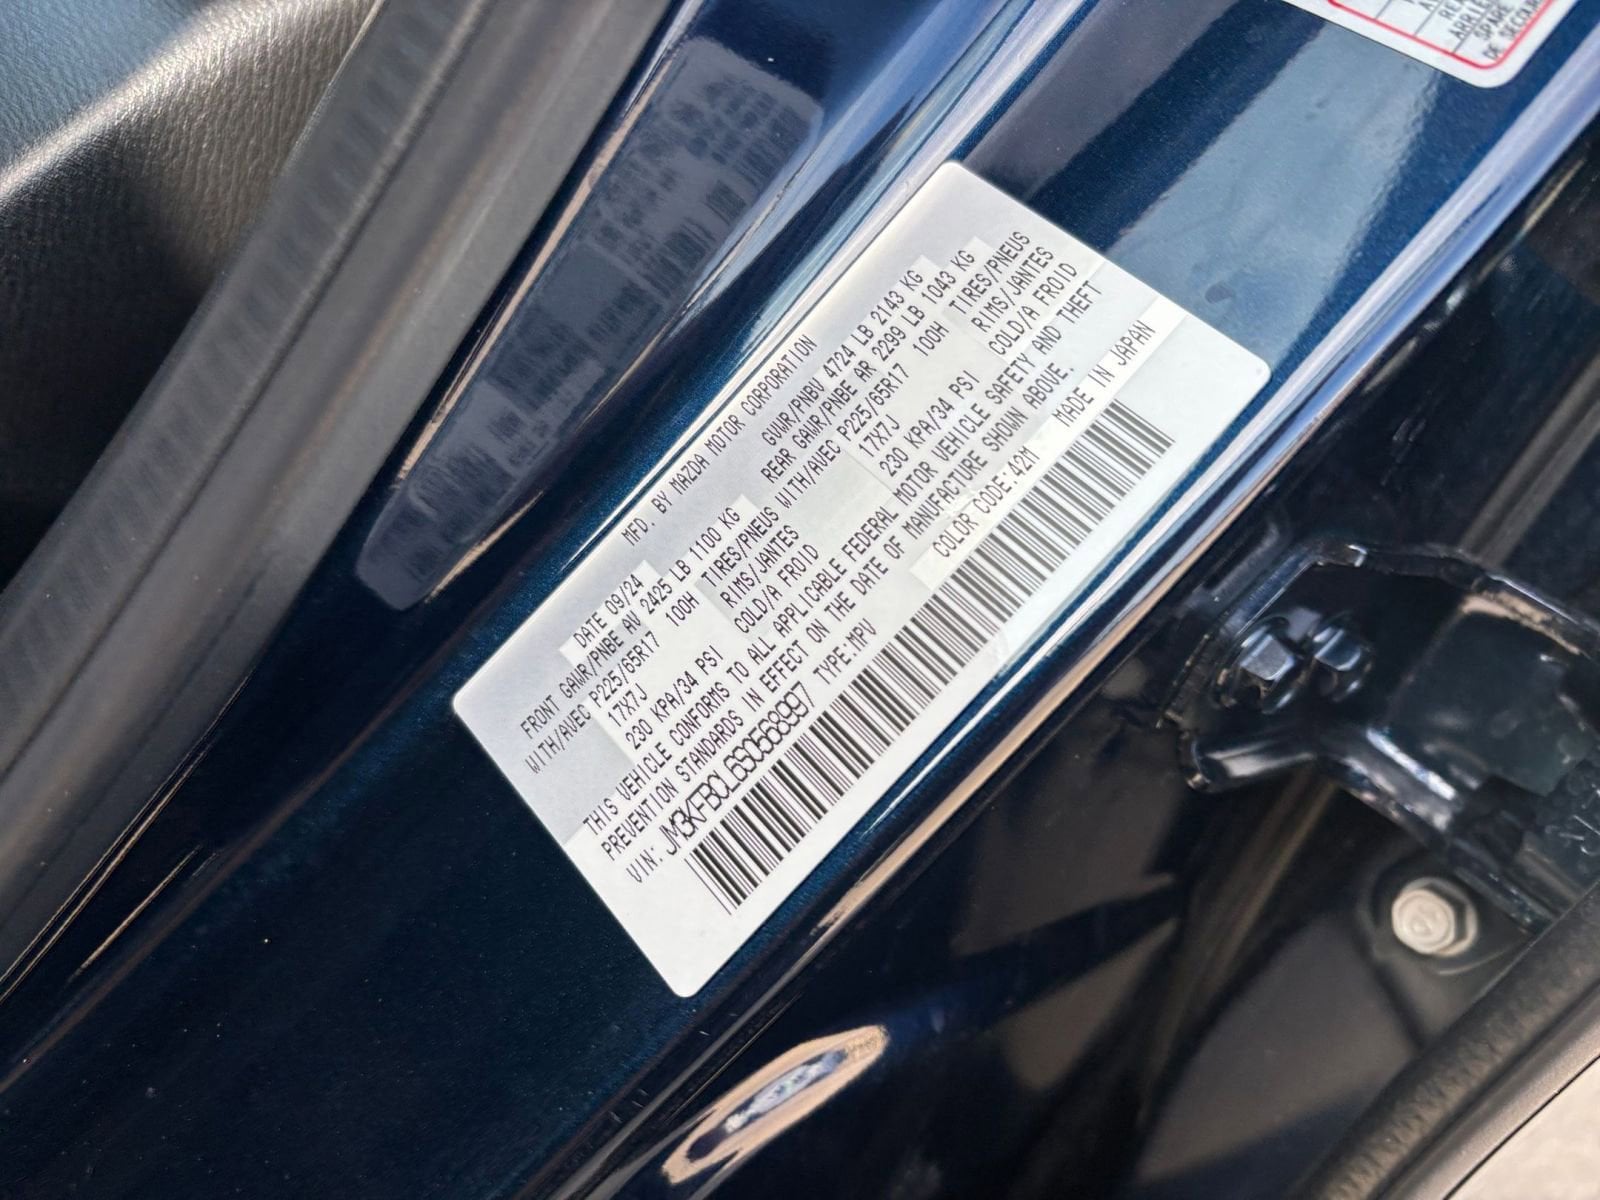 MFD. BY MAZDA MOTOR CORPORATION
DATE 09/24 GVWR/PNBV 4724 LB 2143 KG
FRONT GAWR/PNBE AV 2425 LB 1100 KG REAR GAWR/PNBE AR 2299 LB 1043 KG
WITH/AVEC P225/65R17 100H TIRES/PNEUS WITH/AVEC P225/65R17 100H TIRES/PNEUS
17X7J RIMS/JANTES 17X7J RIMS/JANTES
230 KPA/34 PSI COLD/A FROID 230 KPA/34 PSI COLD/A FROID
THIS VEHICLE CONFORMS TO ALL APPLICABLE FEDERAL MOTOR VEHICLE SAFETY AND THEFT
PREVENTION STANDARDS IN EFFECT ON THE DATE OF MANUFACTURE SHOWN ABOVE.
VIN: JM3KFBCL6S0568997 TYPE:MPV COLOR CODE:42M MADE IN JAPAN
SPARE
DE SECOURS